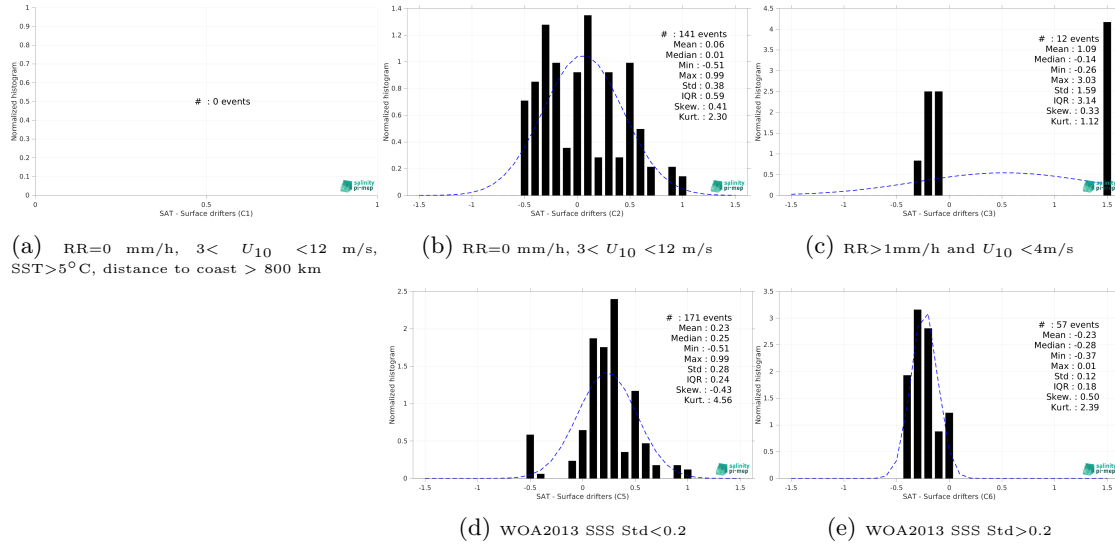 1
0.9
0.8
0.7
0.6
0.5
0.4
0.3
0.2
0.1
0
Normalized histogram
# : 0 events
0 0.5 1
SAT - Surface drifters (C1)
salinity
pi-mep
(a) RR=0 mm/h, 3< U10 <12 m/s,
SST>5°C, distance to coast > 800 km
1.4
1.2
1
0.8
0.6
0.4
0.2
0
Normalized histogram
# : 141 events
Mean : 0.06
Median : 0.01
Min : -0.51
Max : 0.99
Std : 0.38
IQR : 0.59
Skew. : 0.41
Kurt. : 2.30
-1.5 -1 -0.5 0 0.5 1 1.5
SAT - Surface drifters (C2)
salinity
pi-mep
(b) RR=0 mm/h, 3< U10 <12 m/s
4.5
4
3.5
3
2.5
2
1.5
1
0.5
0
Normalized histogram
# : 12 events
Mean : 1.09
Median : -0.14
Min : -0.26
Max : 3.03
Std : 1.59
IQR : 3.14
Skew. : 0.33
Kurt. : 1.12
-1.5 -1 -0.5 0 0.5 1 1.5
SAT - Surface drifters (C3)
salinity
pi-mep
(c) RR>1mm/h and U10 <4m/s
2.5
2
1.5
1
0.5
0
Normalized histogram
# : 171 events
Mean : 0.23
Median : 0.25
Min : -0.51
Max : 0.99
Std : 0.28
IQR : 0.24
Skew. : -0.43
Kurt. : 4.56
-1.5 -1 -0.5 0 0.5 1 1.5
SAT - Surface drifters (C5)
salinity
pi-mep
(d) WOA2013 SSS Std<0.2
3.5
3
2.5
2
1.5
1
0.5
0
Normalized histogram
# : 57 events
Mean : -0.23
Median : -0.28
Min : -0.37
Max : 0.01
Std : 0.12
IQR : 0.18
Skew. : 0.50
Kurt. : 2.39
-1.5 -1 -0.5 0 0.5 1 1.5
SAT - Surface drifters (C6)
salinity
pi-mep
(e) WOA2013 SSS Std>0.2